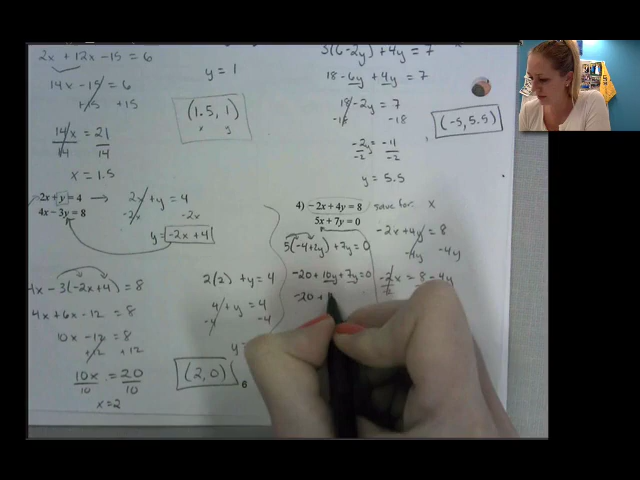 2x + 12x - 15 = 6
14x - 15 = 6
+15 +15
14x = 21
14 14
x = 1.5
y = 1
(1.5, 1)
x y
3(6-2y) + 4y = 7
18 - 6y + 4y = 7
18 - 2y = 7
-18 -18
-2y = -11
-2 -2
y = 5.5
(-5, 5.5)
2x + y = 4
4x - 3y = 8
2x + y = 4
-2x -2x
y = -2x + 4
4x - 3(-2x + 4) = 8
4x + 6x - 12 = 8
10x - 12 = 8
+12 +12
10x = 20
10 10
x = 2
2(2) + y = 4
4 + y = 4
-4 -4
y =
(2, 0)
6
4) -2x + 4y = 8
5x + 7y = 0
solve for x
5(-4+2y) + 7y = 0
-20 + 10y + 7y = 0
-20 +
-2x + 4y = 8
-4y -4y
-2x = 8 - 4y
-2